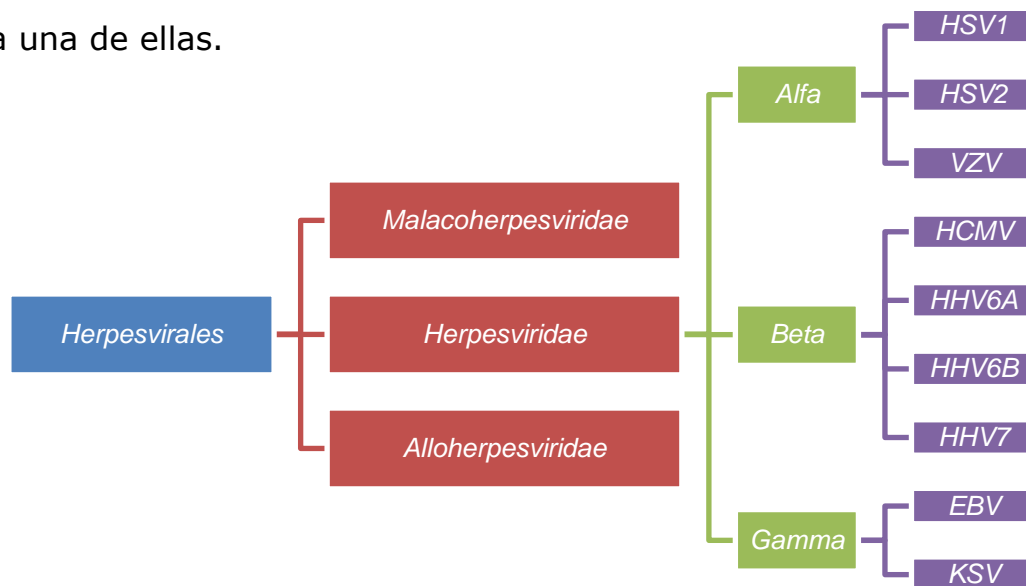 a una de ellas.
Herpesvirales
Malacoherpesviridae
Herpesviridae
Alloherpesviridae
Alfa
Beta
Gamma
HSV1
HSV2
VZV
HCMV
HHV6A
HHV6B
HHV7
EBV
KSV